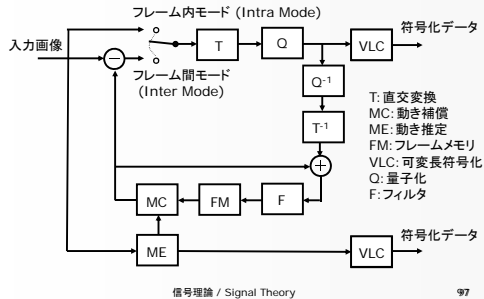 フレーム内モード (Intra Mode)
入力画像
T
Q
VLC
符号化データ
フレーム間モード
(Inter Mode)
Q-1
T-1
T: 直交変換
MC: 動き補償
ME: 動き推定
FM:フレームメモリ
VLC:可変長符号化
Q: 量子化
F:フィルタ
MC
FM
F
ME
VLC
符号化データ
信号理論 / Signal Theory
97